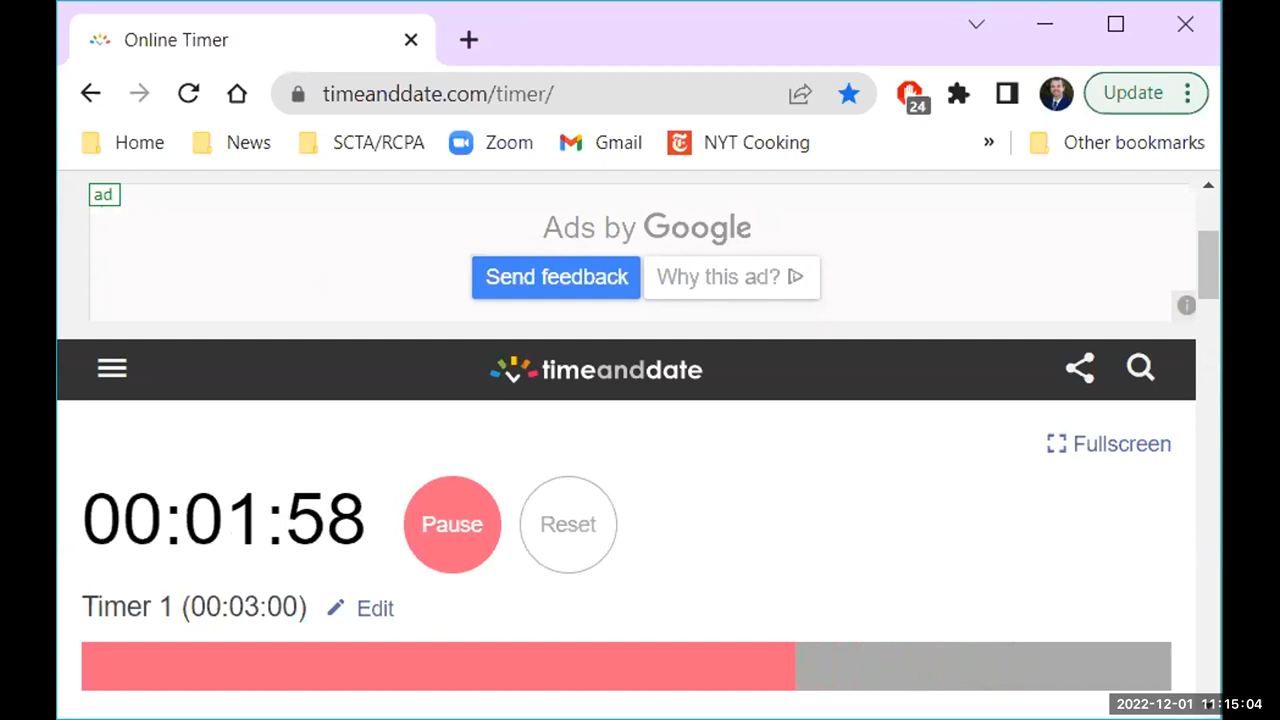 Online Timer
timeanddate.com/timer/
24
Update
Home
News
SCTA/RCPA
Zoom
Gmail
NYT Cooking
»
Other bookmarks
ad
Ads by Google
Send feedback
Why this ad?
timeanddate
Fullscreen
00:01:58
Pause
Reset
Timer 1 (00:03:00)
Edit
2022-12-01 11:15:04